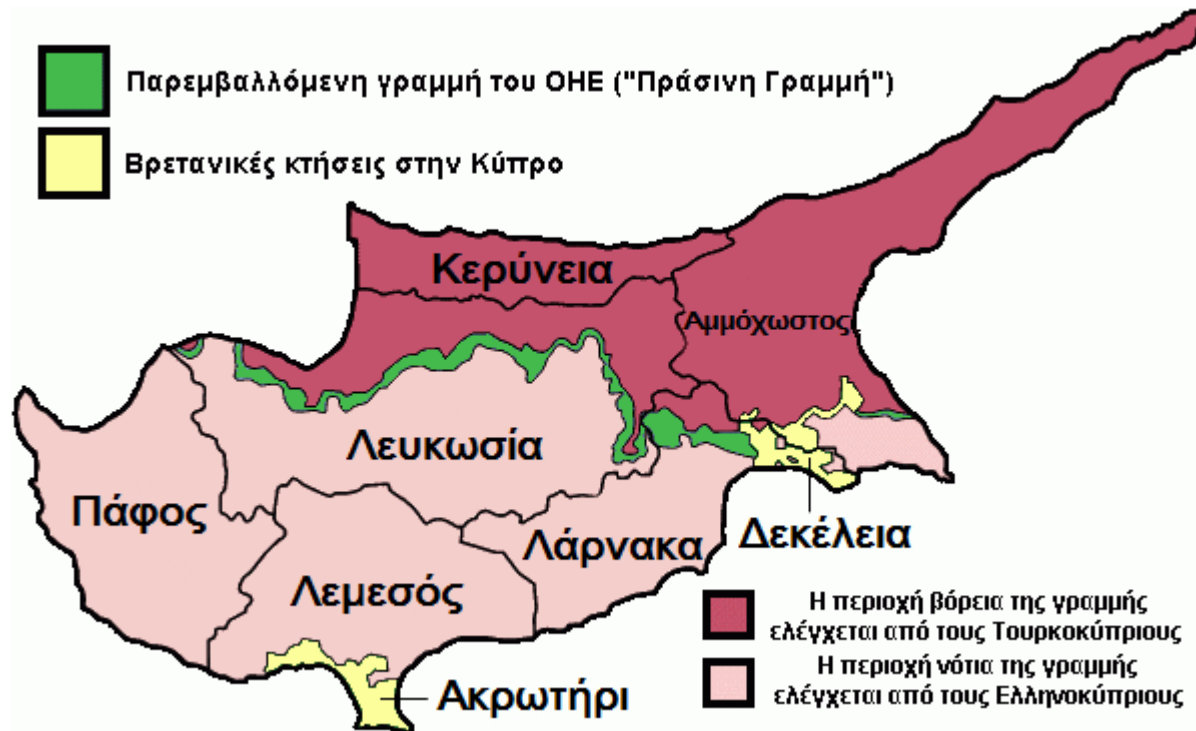 Παρεμβαλλόμενη γραμμή του ΟΗΕ ("Πράσινη Γραμμή")
Βρετανικές κτήσεις στην Κύπρο
Κερύνεια
Αμμόχωστος
Λευκωσία
Πάφος
Λάρνακα
Δεκέλεια
Λεμεσός
Ακρωτήρι
Η περιοχή βόρεια της γραμμής
ελέγχεται από τους Τουρκοκύπριους
Η περιοχή νότια της γραμμής
ελέγχεται από τους Ελληνοκύπριους